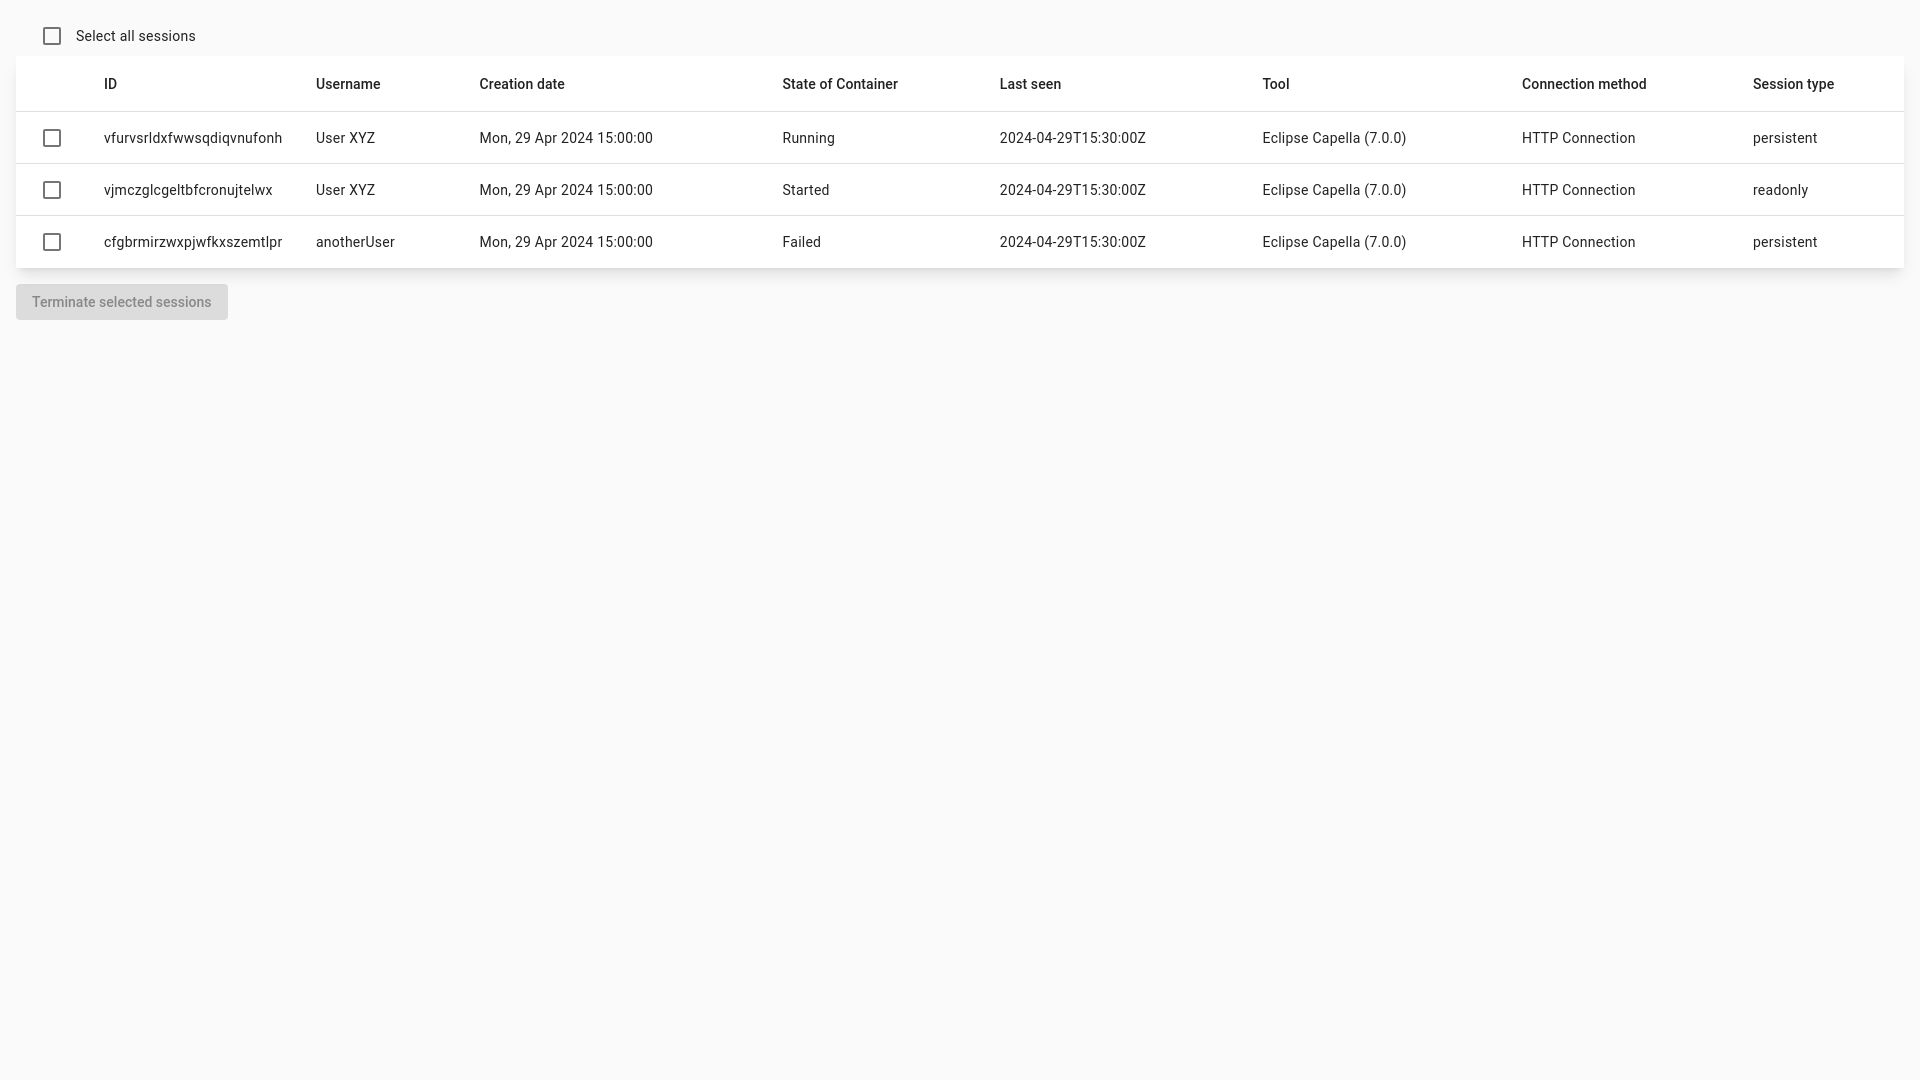 Select all sessions
ID Username Creation date State of Container Last seen Tool Connection method Session type
vfurvsrldxfwwsqdiqvnufonh User XYZ Mon, 29 Apr 2024 15:00:00 Running 2024-04-29T15:30:00Z Eclipse Capella (7.0.0) HTTP Connection persistent
vjmczglcgeltbfcronujtelwx User XYZ Mon, 29 Apr 2024 15:00:00 Started 2024-04-29T15:30:00Z Eclipse Capella (7.0.0) HTTP Connection readonly
cfgbrmirzwxpjwfkxszemtlpr anotherUser Mon, 29 Apr 2024 15:00:00 Failed 2024-04-29T15:30:00Z Eclipse Capella (7.0.0) HTTP Connection persistent
Terminate selected sessions